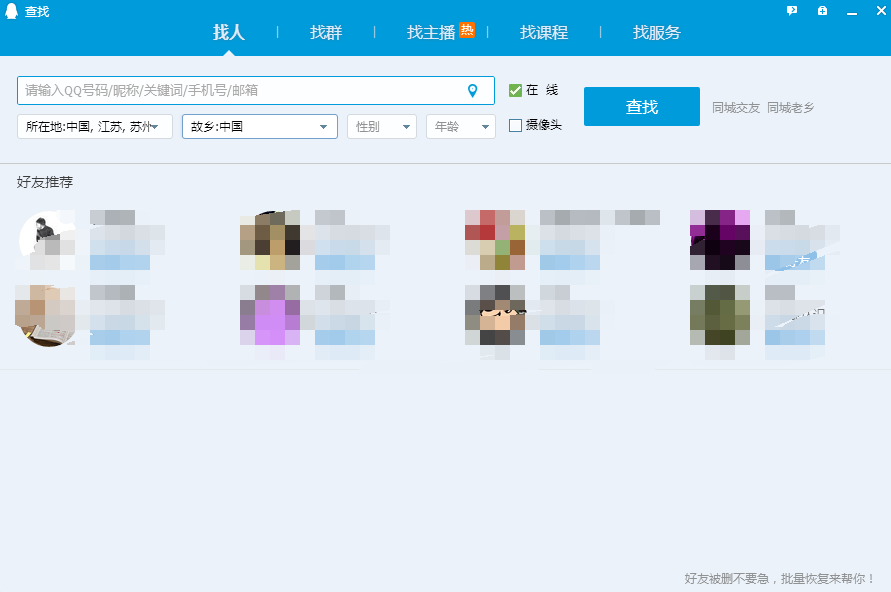 查找
找人
找群
找主播 热
找课程
找服务
请输入QQ号码/昵称/关键词/手机号/邮箱
在 线
查找
同城交友 同城老乡
所在地:中国, 江苏, 苏州
故乡:中国
性别
年龄
摄像头
好友推荐
好友被删不要急，批量恢复来帮你！